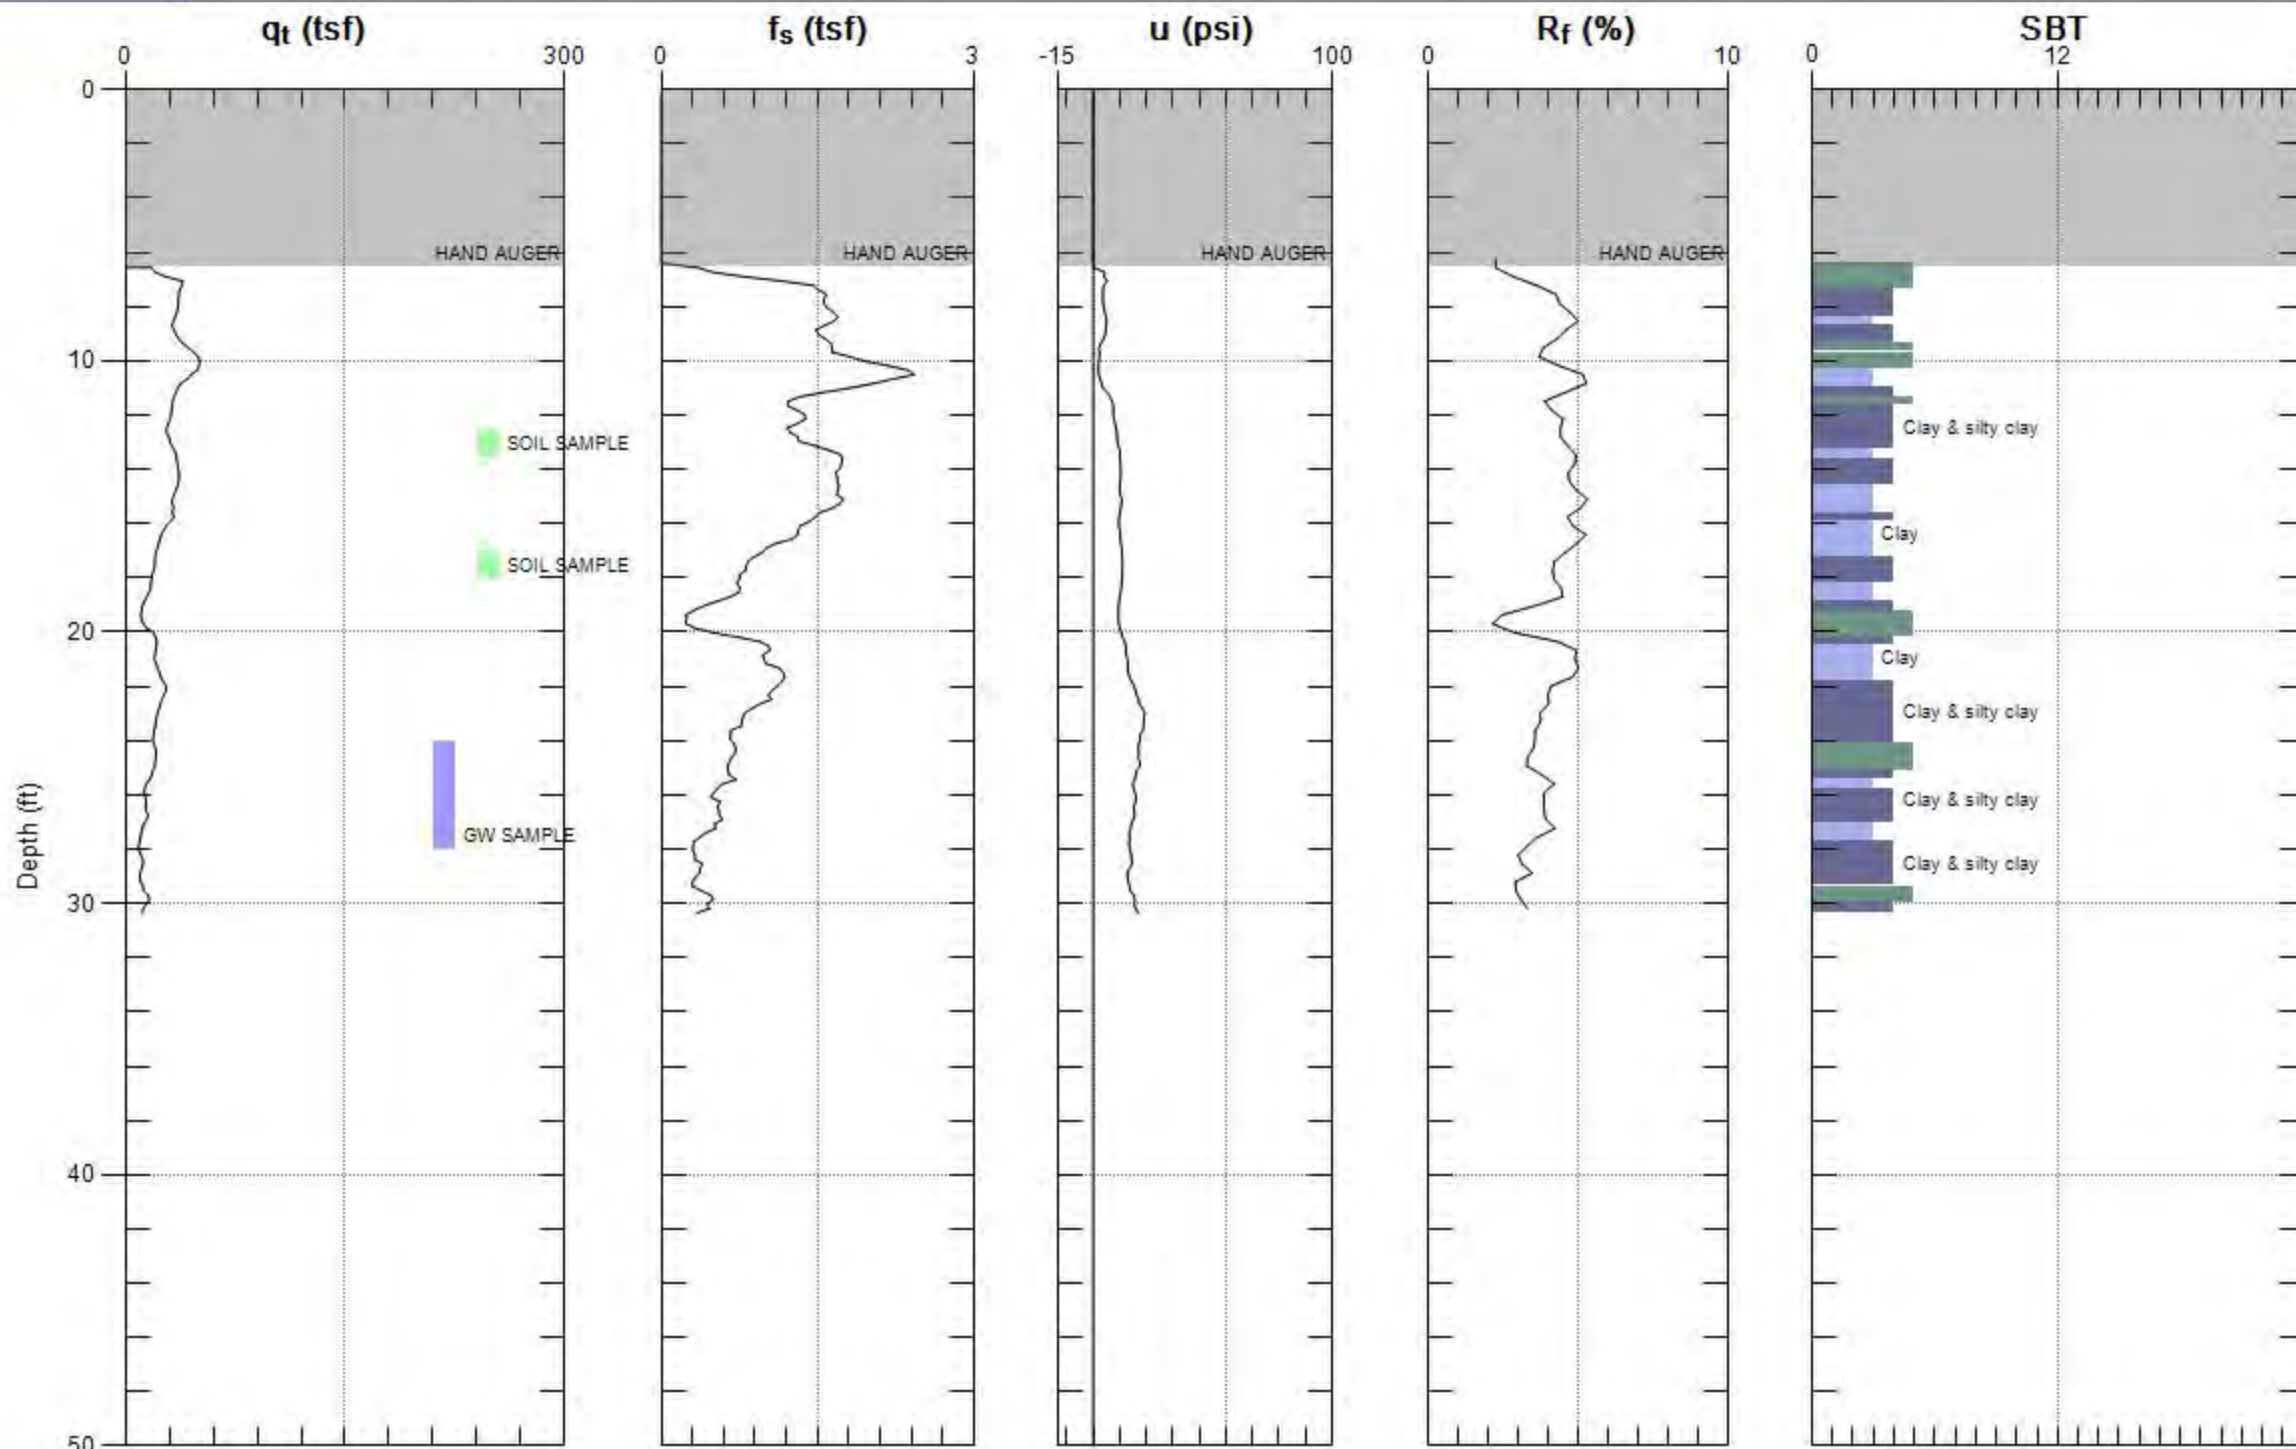 qt (tsf) fs (tsf) u (psi) Rf (%) SBT
0 300 0 3 -15 100 0 10 0 12
0
HAND AUGER HAND AUGER HAND AUGER HAND AUGER
10
Clay & silty clay
SOIL SAMPLE
Clay
SOIL SAMPLE
20
Clay
Clay & silty clay
Clay & silty clay
GW SAMPLE
Depth (ft)
Clay & silty clay
30
40
50